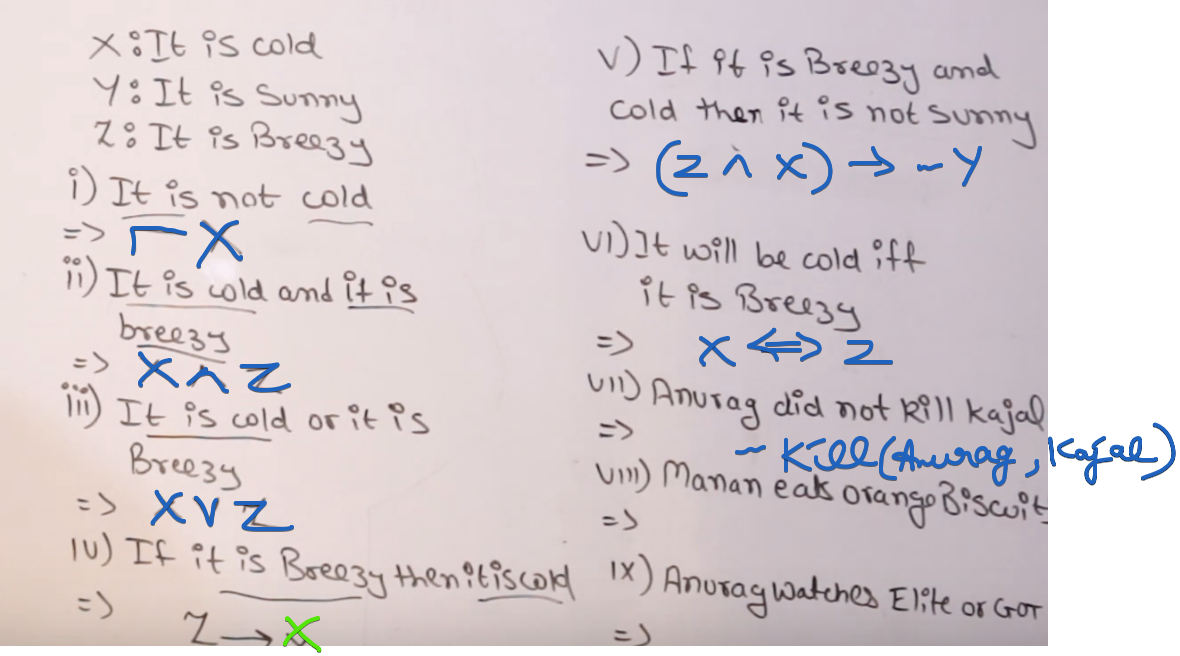 X: It is cold
Y: It is Sunny
Z: It is Breezy
i) It is not cold
=> ⌐ X
ii) It is cold and it is
breezy
=> X ∧ Z
iii) It is cold or it is
Breezy
=> X ∨ Z
IV) If it is Breezy then it is cold
=>
Z → X
V) If it is Breezy and
cold then it is not sunny
=> (Z ∧ X) → ~ Y
VI) It will be cold iff
it is Breezy
=> X <=> Z
VII) Anurag did not kill kajal
=>
~ Kill(Anurag, Kajal)
VIII) Manan eats orange Biscuit
=>
IX) Anurag watches Elite or GOT
=>